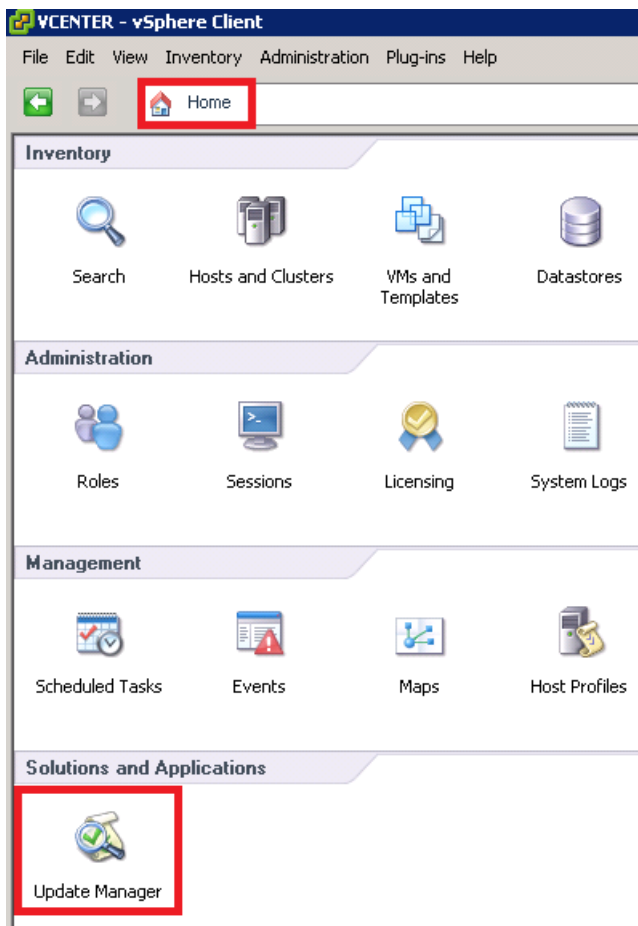 VCENTER - vSphere Client
File Edit View Inventory Administration Plug-ins Help
Home
Inventory
Search Hosts and Clusters VMs and Templates Datastores
Administration
Roles Sessions Licensing System Logs
Management
Scheduled Tasks Events Maps Host Profiles
Solutions and Applications
Update Manager